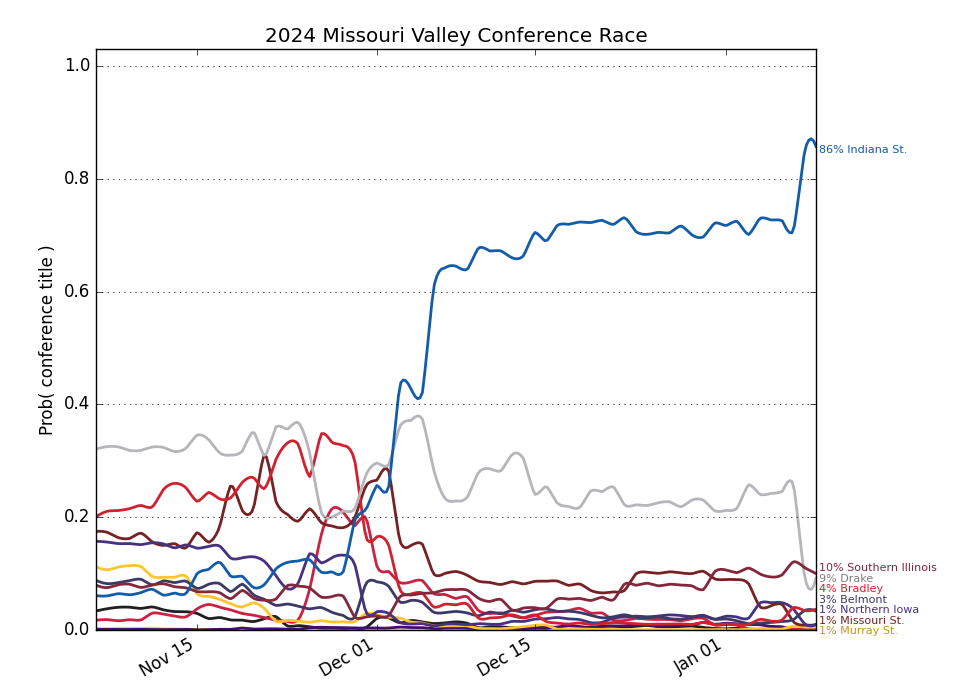 2024 Missouri Valley Conference Race
1.0
0.8
0.6
0.4
0.2
0.0
Prob( conference title )
Nov 15
Dec 01
Dec 15
Jan 01
86% Indiana St.
10% Southern Illinois
9% Drake
4% Bradley
3% Belmont
1% Northern Iowa
1% Missouri St.
1% Murray St.